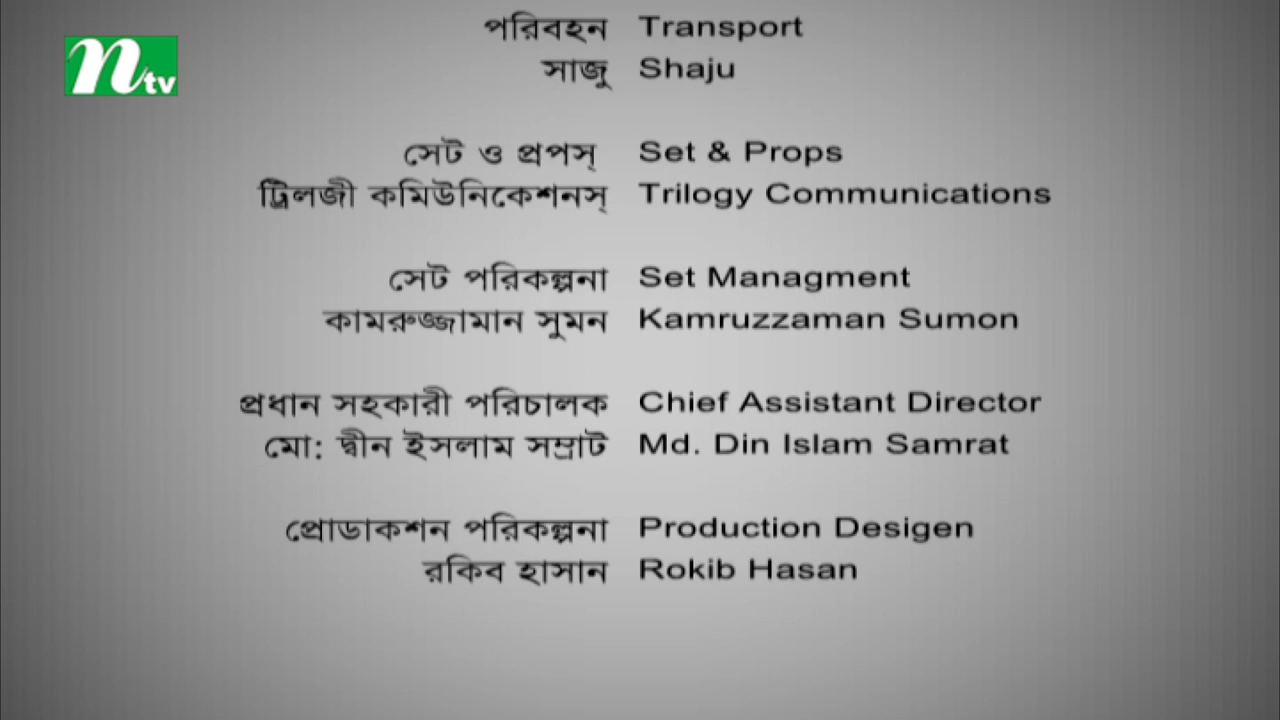 পরিবহন Transport
ntv
সাজু Shaju
সেট ও প্রপস্ Set & Props
ট্রিলজী কমিউনিকেশনস্ Trilogy Communications
সেট পরিকল্পনা Set Managment
কামরুজ্জামান সুমন Kamruzzaman Sumon
প্রধান সহকারী পরিচালক Chief Assistant Director
মো: দ্বীন ইসলাম সম্রাট Md. Din Islam Samrat
প্রোডাকশন পরিকল্পনা Production Desigen
রকিব হাসান Rokib Hasan